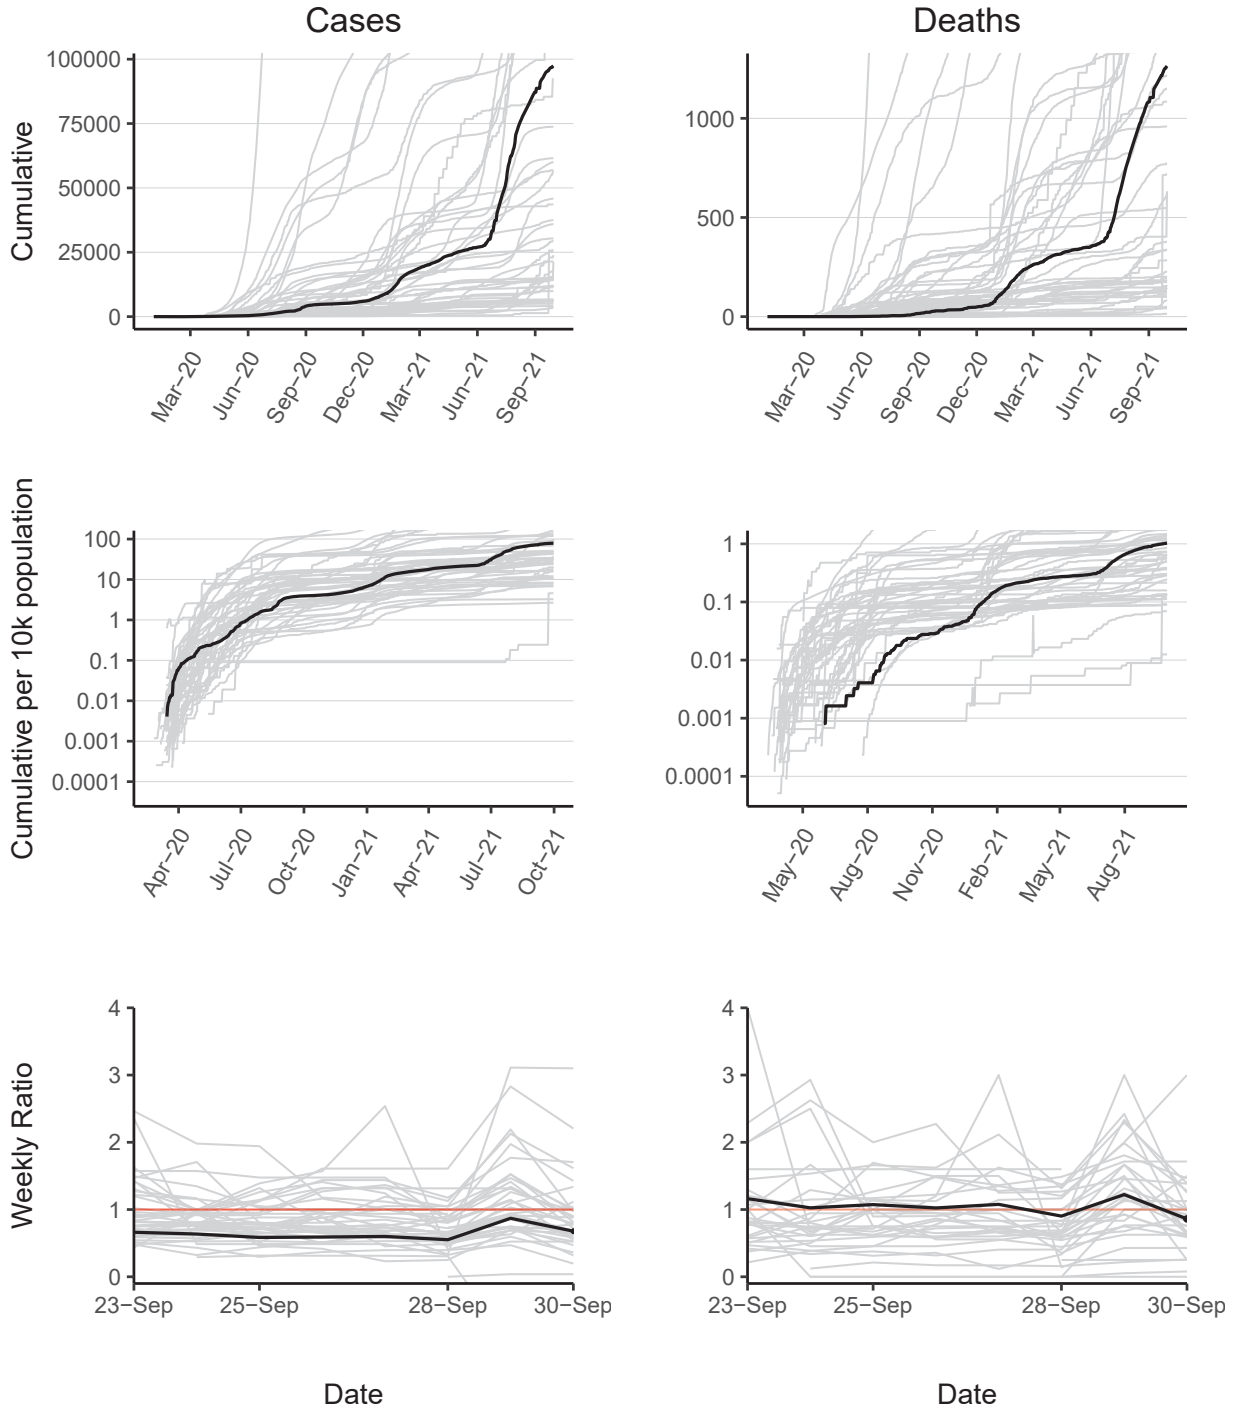 Cases
Deaths
Cumulative
100000
75000
50000
25000
0
Mar−20
Jun−20
Sep−20
Dec−20
Mar−21
Jun−21
Sep−21
1000
500
0
Mar−20
Jun−20
Sep−20
Dec−20
Mar−21
Jun−21
Sep−21
Cumulative per 10k population
100
10
1
0.1
0.01
0.001
0.0001
Apr−20
Jul−20
Oct−20
Jan−21
Apr−21
Jul−21
Oct−21
1
0.1
0.01
0.001
0.0001
May−20
Aug−20
Nov−20
Feb−21
May−21
Aug−21
Weekly Ratio
4
3
2
1
0
23−Sep
25−Sep
28−Sep
30−Sep
4
3
2
1
0
23−Sep
25−Sep
28−Sep
30−Sep
Date
Date